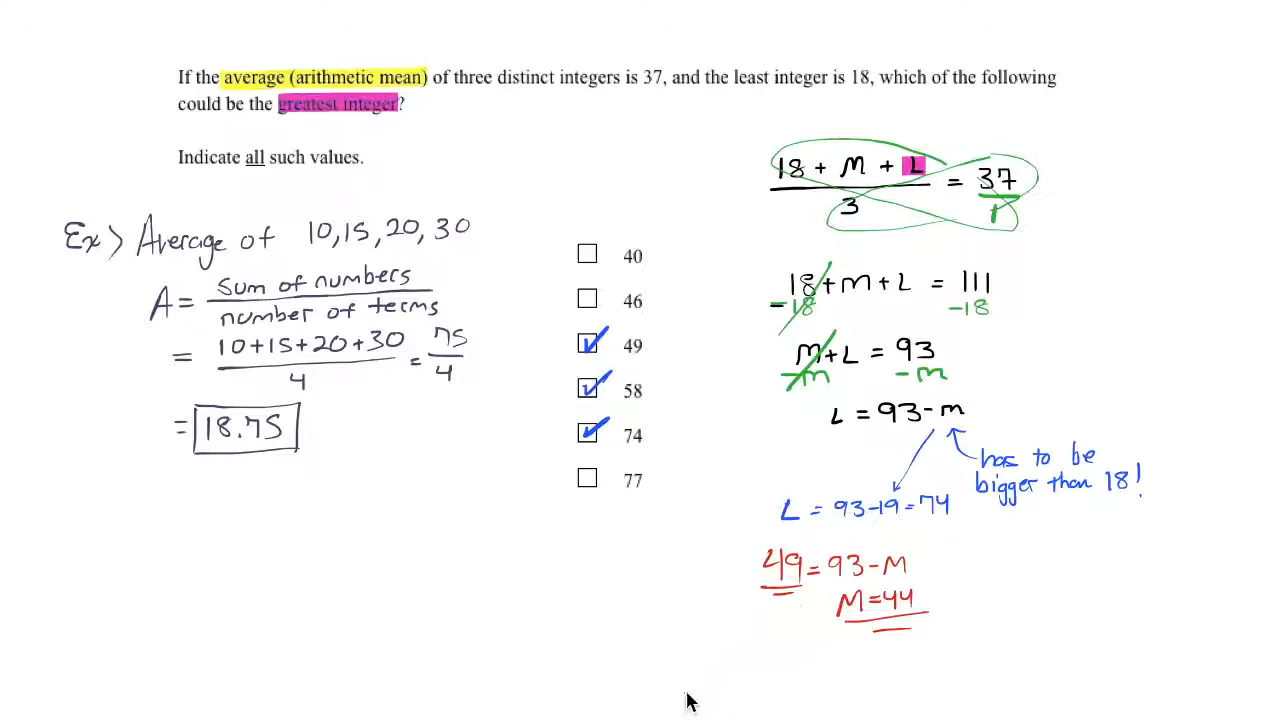 If the average (arithmetic mean) of three distinct integers is 37, and the least integer is 18, which of the following
could be the greatest integer?
Indicate all such values.
Ex> Average of 10, 15, 20, 30
A = sum of numbers / number of terms
= 10+15+20+30 / 4 = 75 / 4
= 18.75
40
46
49
58
74
77
18 + M + L / 3 = 37 / 1
18 + M + L = 111
-18 -18
M + L = 93
-M -M
L = 93 - M
has to be
bigger than 18!
L = 93-19 = 74
49 = 93 - M
M = 44